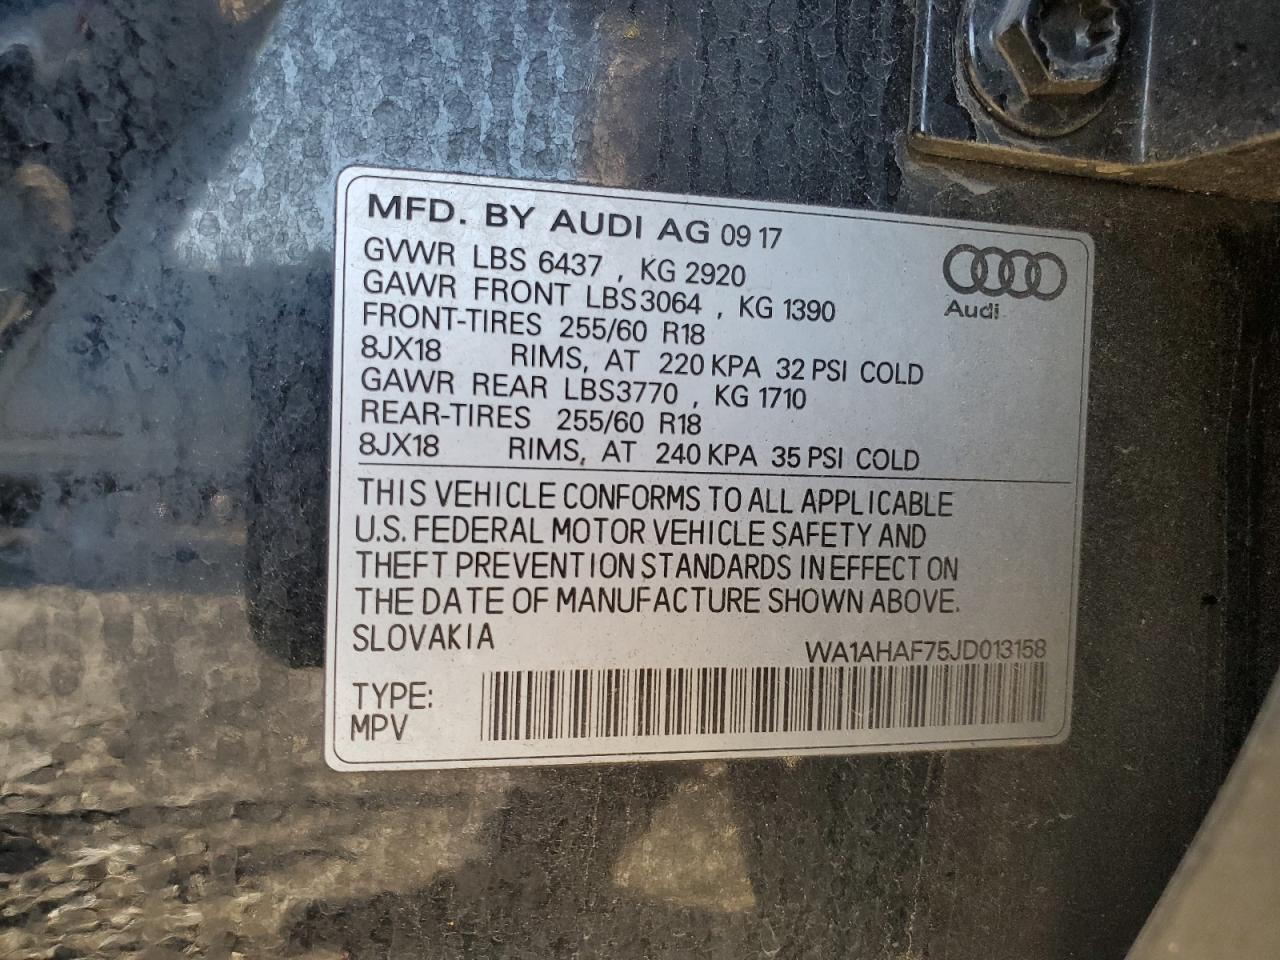 MFD. BY AUDI AG 09 17
GVWR LBS 6437 , KG 2920
GAWR FRONT LBS3064 , KG 1390
FRONT-TIRES 255/60 R18
8JX18 RIMS, AT 220 KPA 32 PSI COLD
GAWR REAR LBS3770 , KG 1710
REAR-TIRES 255/60 R18
8JX18 RIMS, AT 240 KPA 35 PSI COLD
Audi
THIS VEHICLE CONFORMS TO ALL APPLICABLE
U.S. FEDERAL MOTOR VEHICLE SAFETY AND
THEFT PREVENTION STANDARDS IN EFFECT ON
THE DATE OF MANUFACTURE SHOWN ABOVE.
SLOVAKIA
WA1AHAF75JD013158
TYPE:
MPV